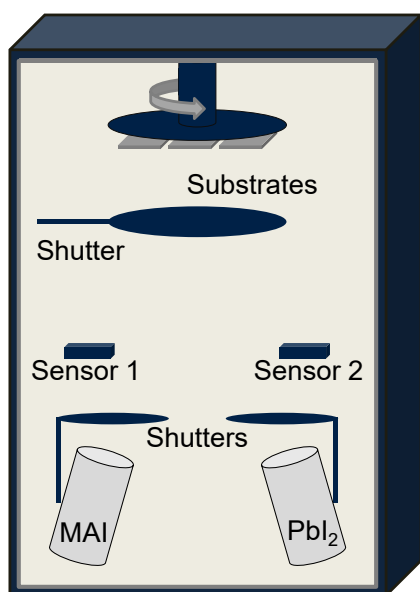 Substrates
Shutter
Sensor 1
Sensor 2
Shutters
MAI
PbI₂